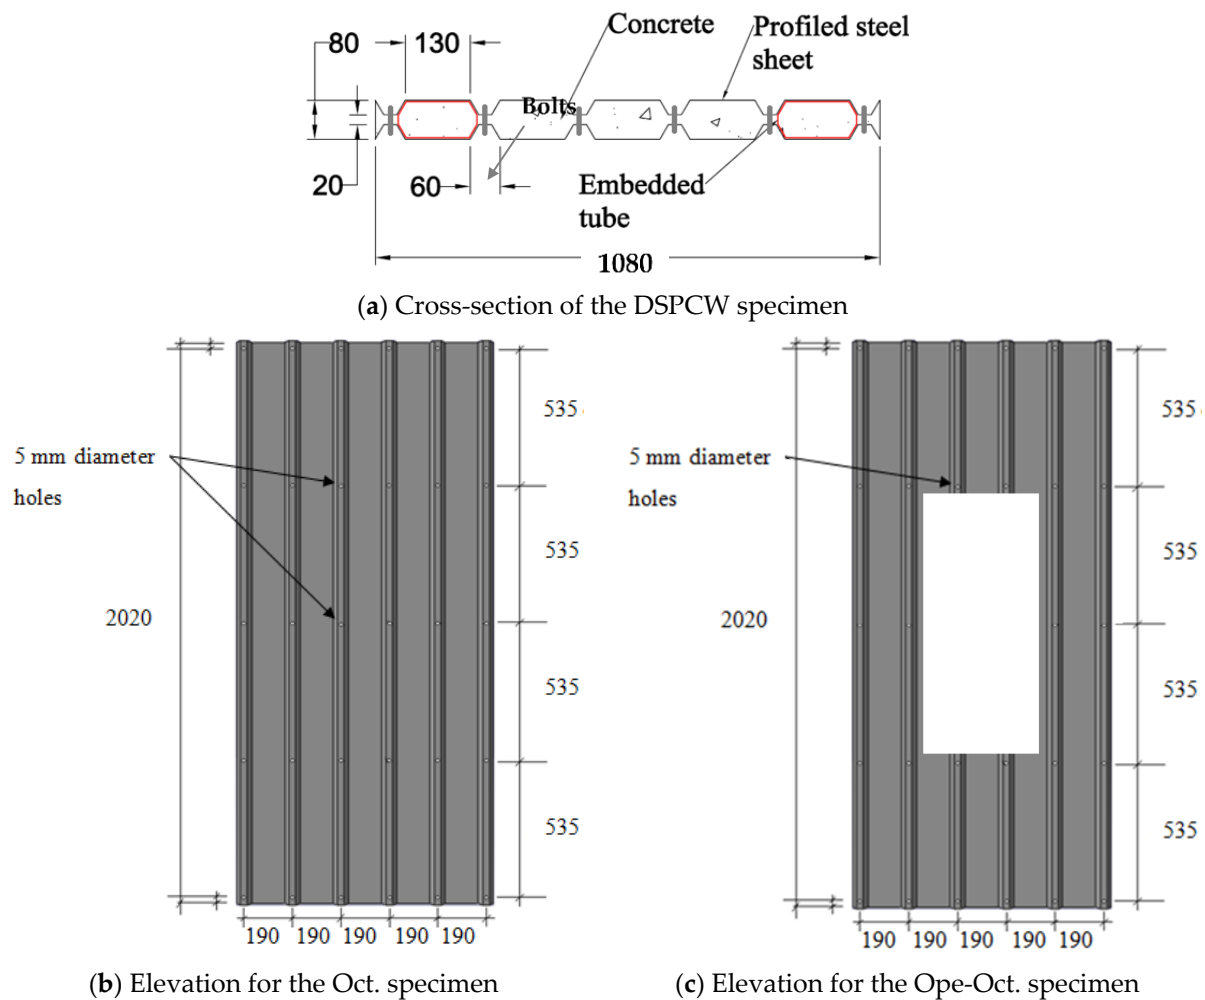 80
130
Concrete
Profiled steel
sheet
Bolts
20
60
Embedded
tube
1080
(a) Cross-section of the DSPCW specimen
535
5 mm diameter
holes
535
2020
535
535
190 190 190 190 190
(b) Elevation for the Oct. specimen
535
5 mm diameter
holes
535
2020
535
535
190 190 190 190 190
(c) Elevation for the Ope-Oct. specimen